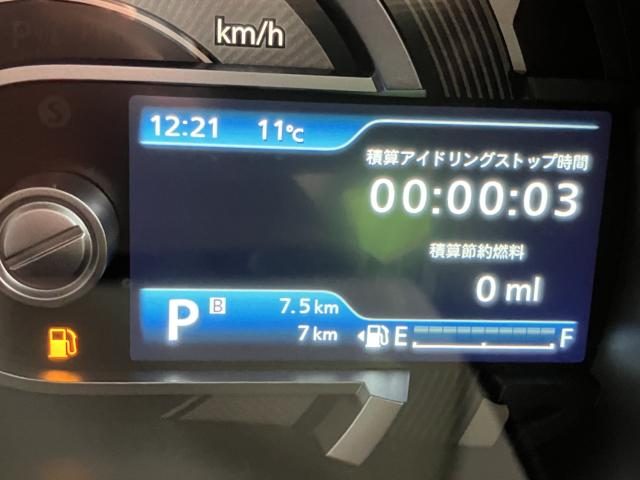 km/h
12:21 11℃
積算アイドリングストップ時間
00:00:03
積算節約燃料
0 ml
P B 7.5 km
7 km E F